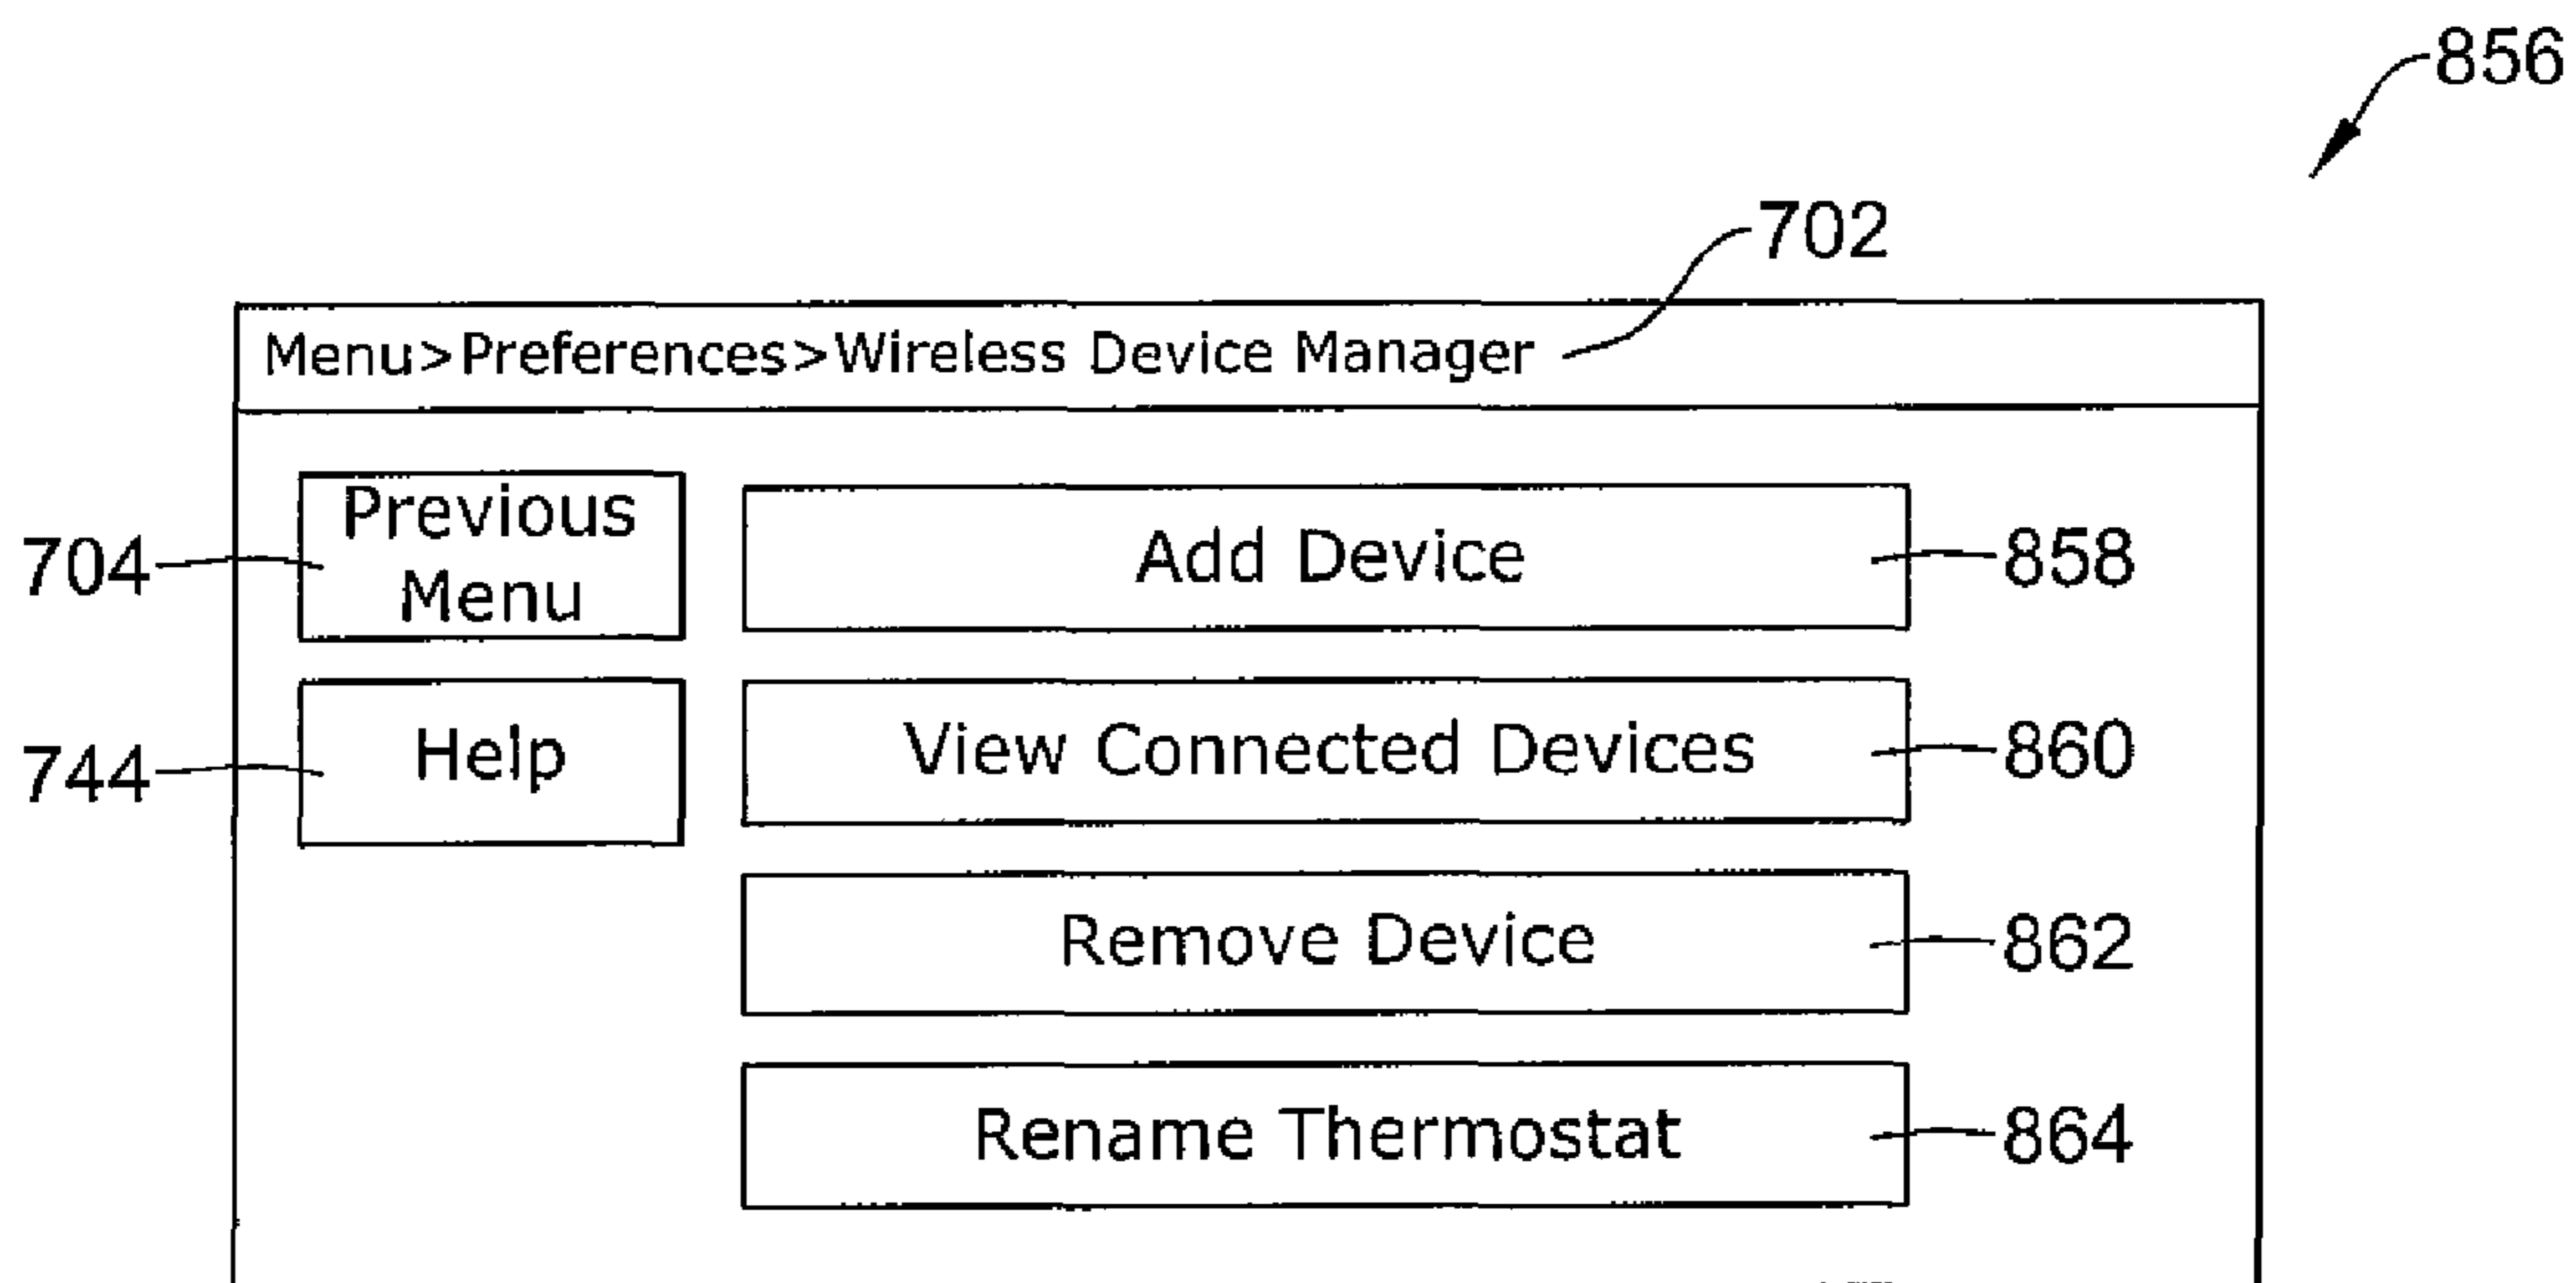 856
702
Menu>Preferences>Wireless Device Manager
Previous
Menu
704
Add Device
858
Help
744
View Connected Devices
860
Remove Device
862
Rename Thermostat
864